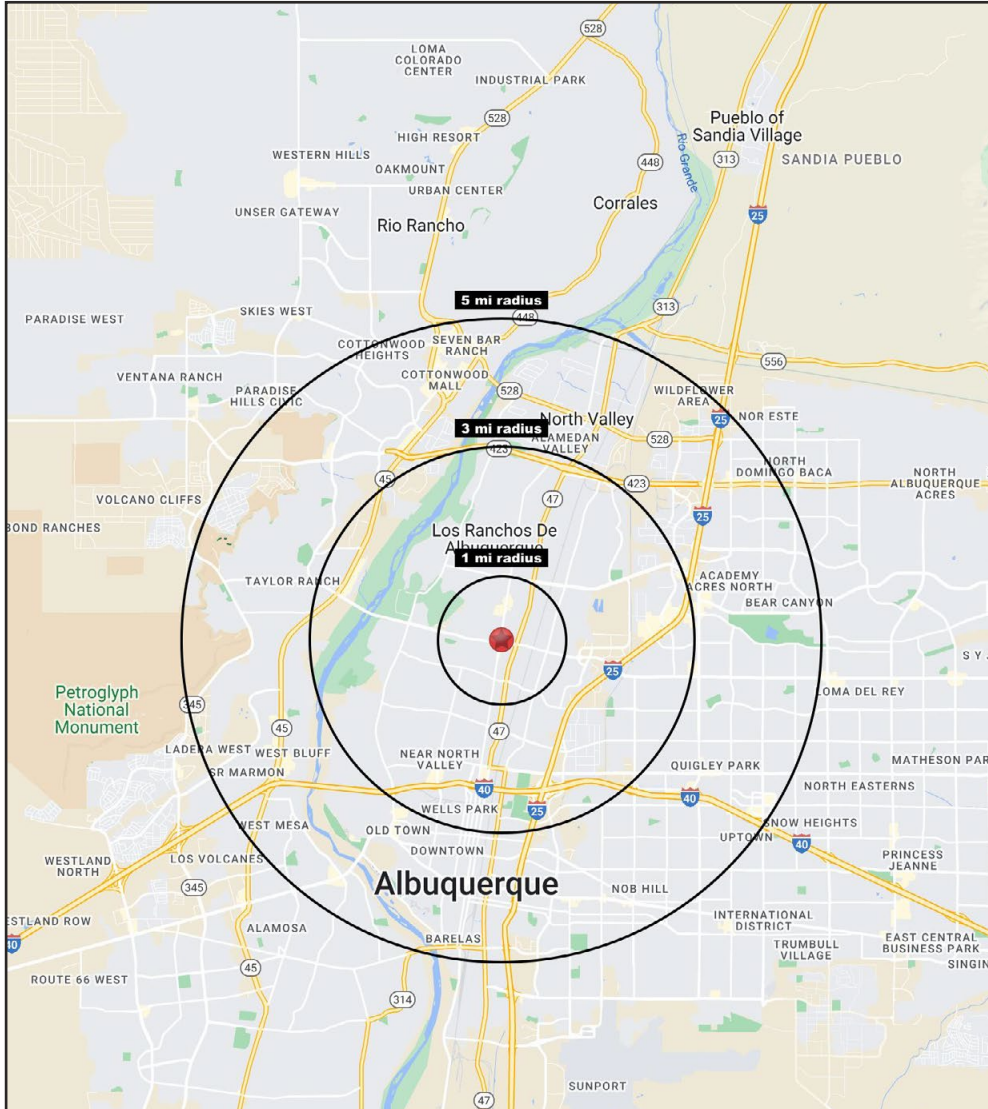 528
LOMA
COLORADO
CENTER
INDUSTRIAL PARK
528
Pueblo of
Sandia Village
HIGH RESORT
313
SANDIA PUEBLO
WESTERN HILLS
OAKMOUNT
448
Rio Grande
URBAN CENTER
UNSER GATEWAY
Corrales
25
Rio Rancho
5 mi radius
313
448
PARADISE WEST
SKIES WEST
COTTONWOOD
HEIGHTS
SEVEN BAR
RANCH
556
VENTANA RANCH
COTTONWOOD
MALL
PARADISE
HILLS CIVIC
528
WILDFLOWER
AREA
NOR ESTE
25
North Valley
3 mi radius
ALAMEDAN
VALLEY
528
423
NORTH
DOMINGO BACA
45
47
423
NORTH
ALBUQUERQUE
ACRES
VOLCANO CLIFFS
25
BOND RANCHES
Los Ranchos De
Albuquerque
1 mi radius
TAYLOR RANCH
ACADEMY
ACRES NORTH
BEAR CANYON
S Y
25
LOMA DEL REY
Petroglyph
National
Monument
345
45
47
LADERA WEST
WEST BLUFF
NEAR NORTH
VALLEY
SR MARMON
QUIGLEY PARK
MATHESON PAR
40
40
NORTH EASTERNS
WELLS PARK
25
WEST MESA
OLD TOWN
SNOW HEIGHTS
UPTOWN
40
DOWNTOWN
WESTLAND
NORTH
LOS VOLCANES
PRINCESS
JEANNE
345
Albuquerque
NOB HILL
ESTLAND ROW
INTERNATIONAL
DISTRICT
ALAMOSA
40
BARELAS
EAST CENTRAL
BUSINESS PARK
TRUMBULL
VILLAGE
45
SINGIN
ROUTE 66 WEST
314
SUNPORT
47